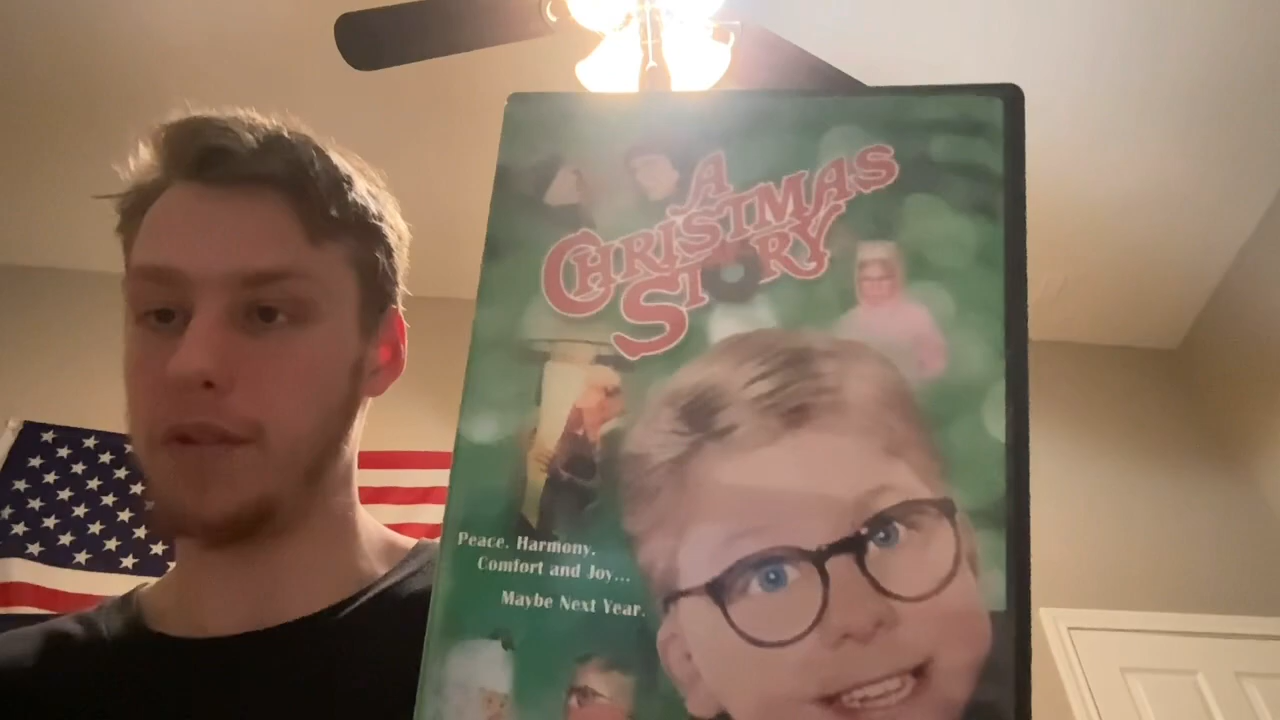 A
CHRISTMAS
STORY
Peace. Harmony.
Comfort and Joy...
Maybe Next Year.